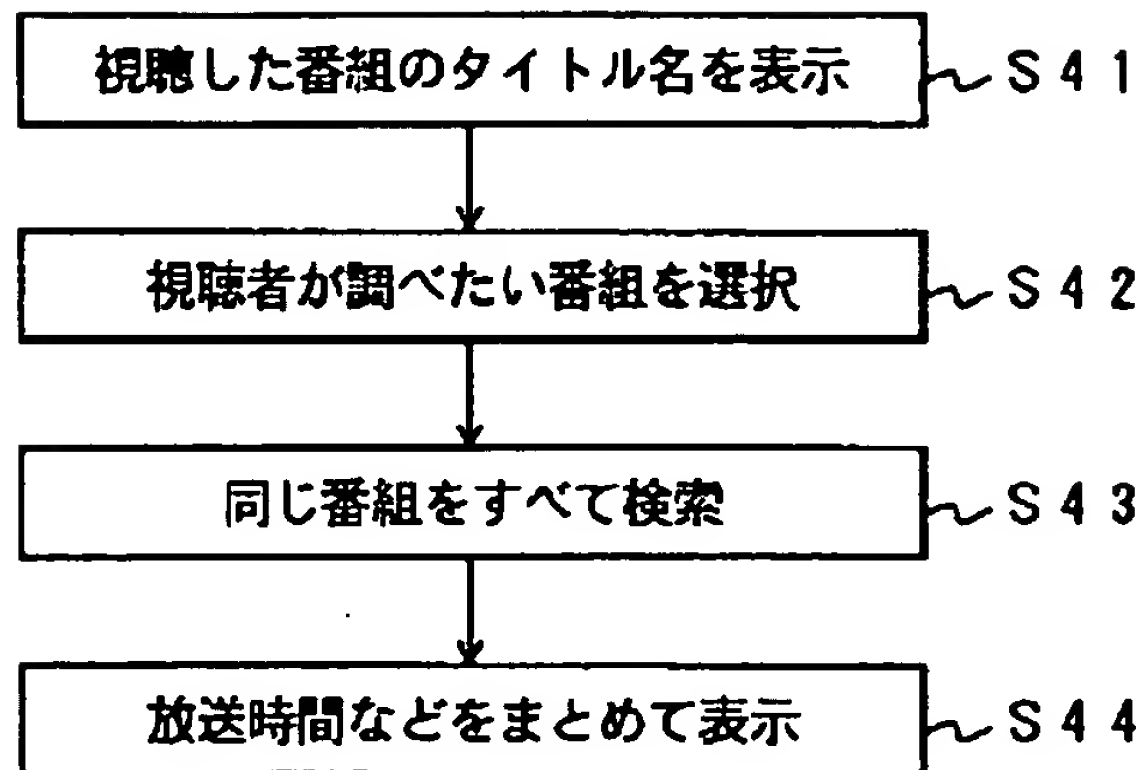 視聴した番組のタイトル名を表示 S41
視聴者が調べたい番組を選択 S42
同じ番組をすべて検索 S43
放送時間などをまとめて表示 S44